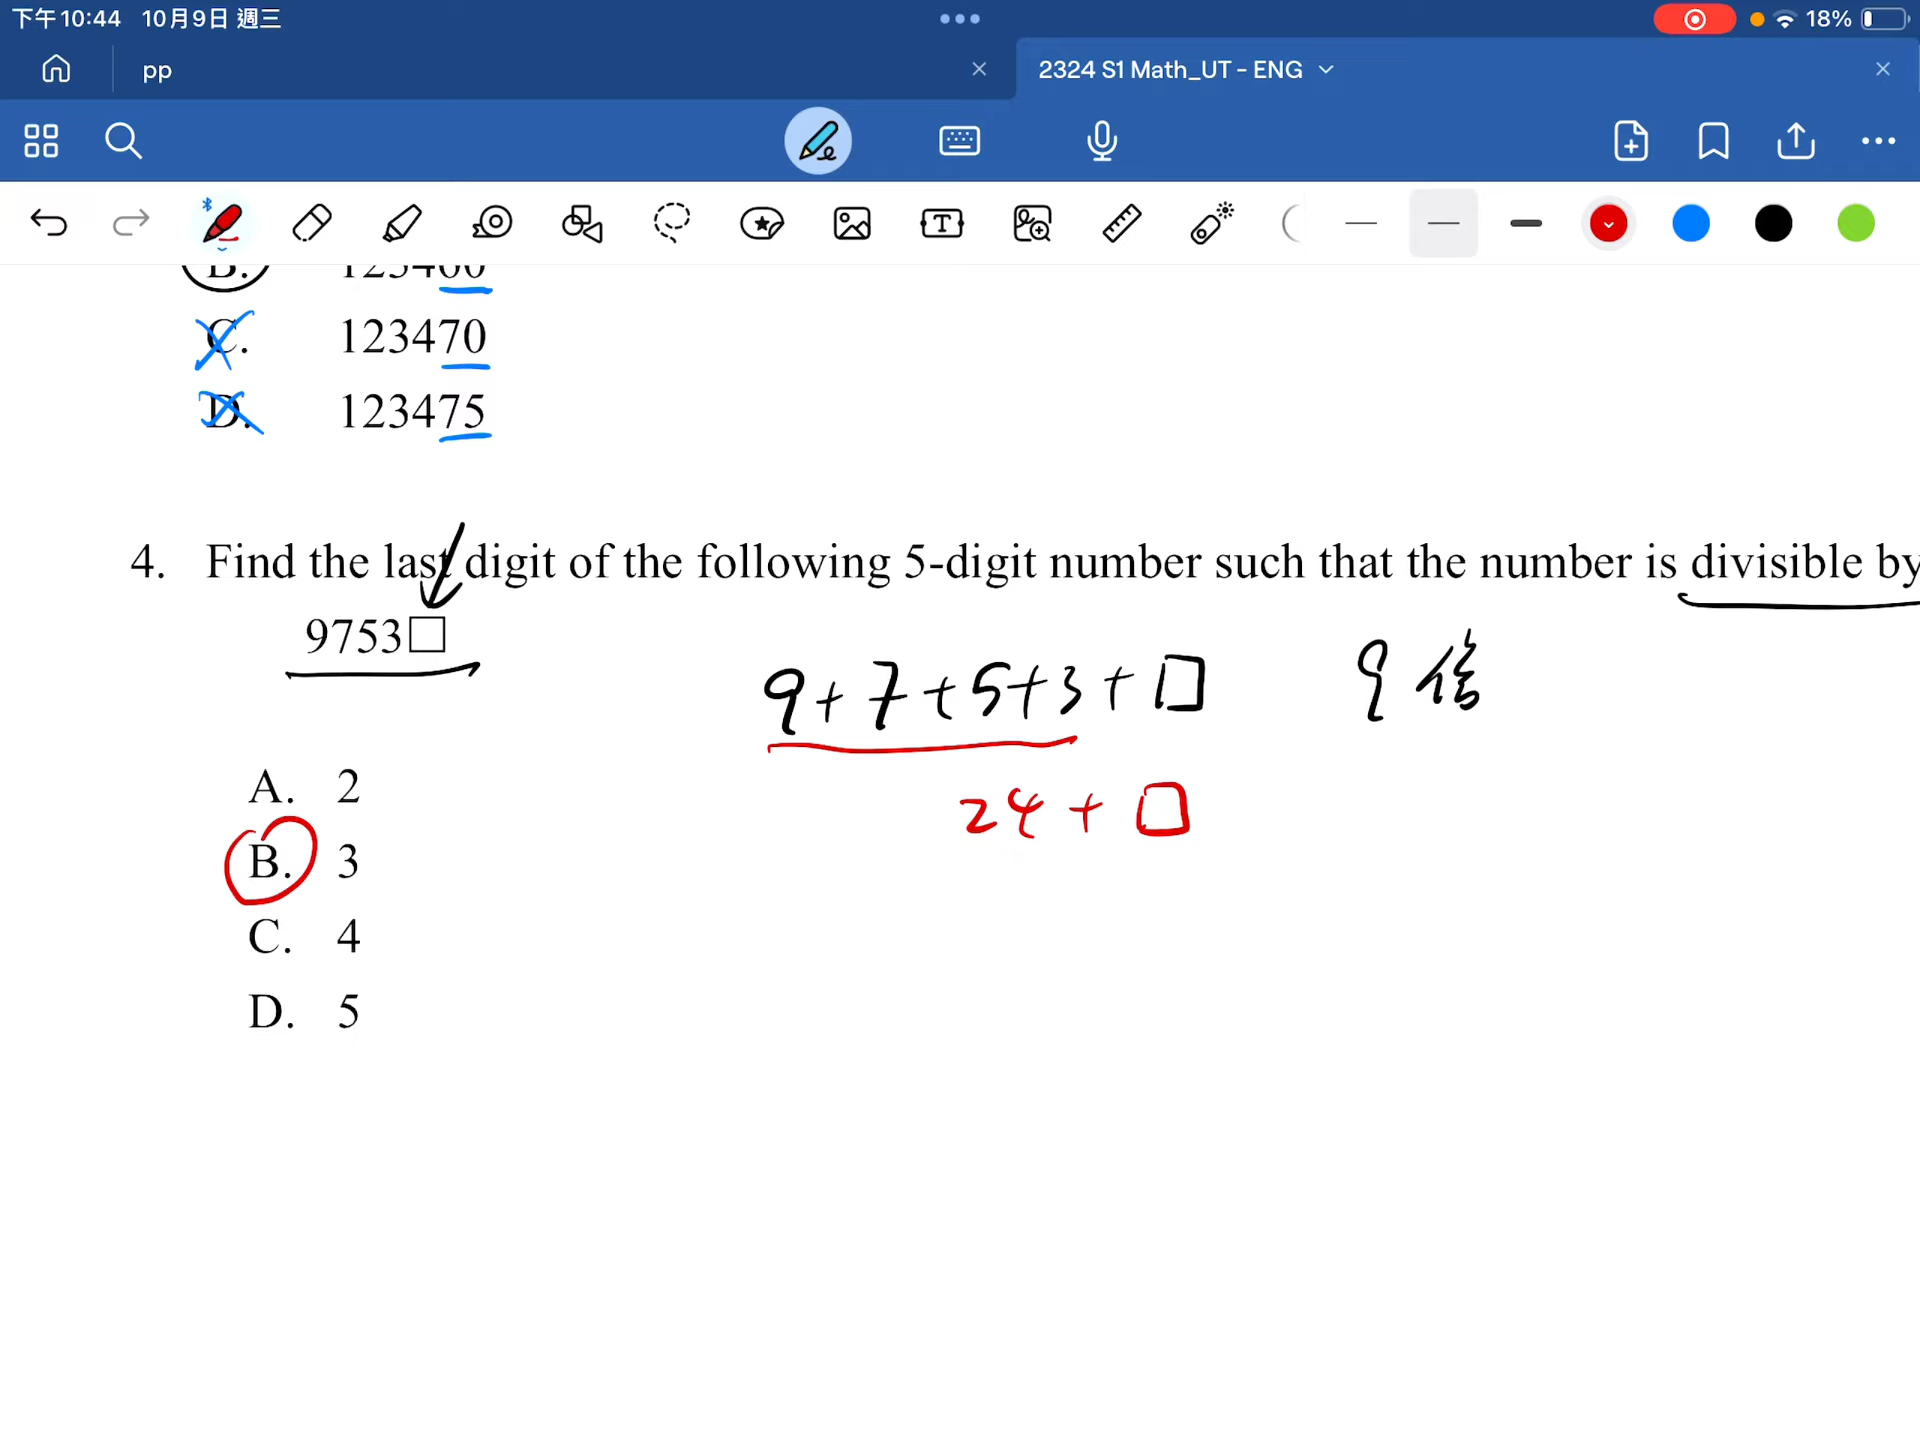 下午10:44 10月9日 週三
18%
pp
2324 S1 Math_UT - ENG
B. 123460
C. 123470
D. 123475
4. Find the last digit of the following 5-digit number such that the number is divisible by
9753□
9+7+5+3+□ 9倍
24+□
A. 2
B. 3
C. 4
D. 5